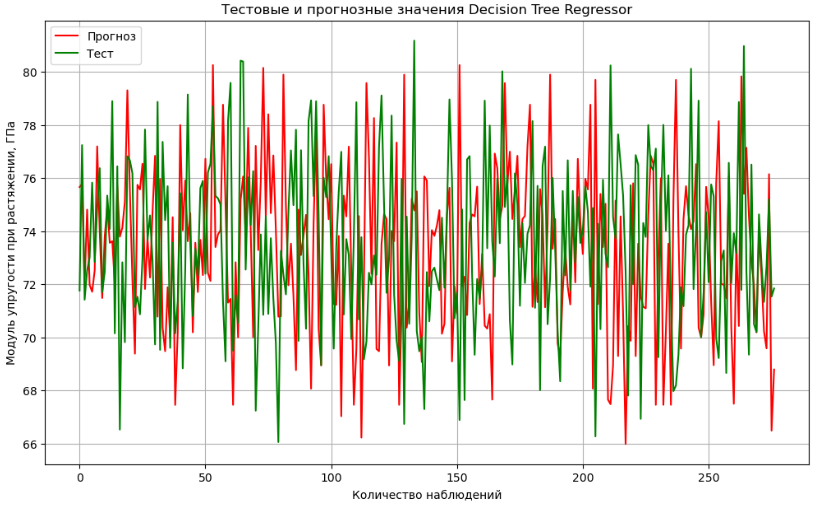 Тестовые и прогнозные значения Decision Tree Regressor
Прогноз
Тест
Модуль упругости при растяжении, ГПа
80
78
76
74
72
70
68
66
0
50
100
150
200
250
Количество наблюдений